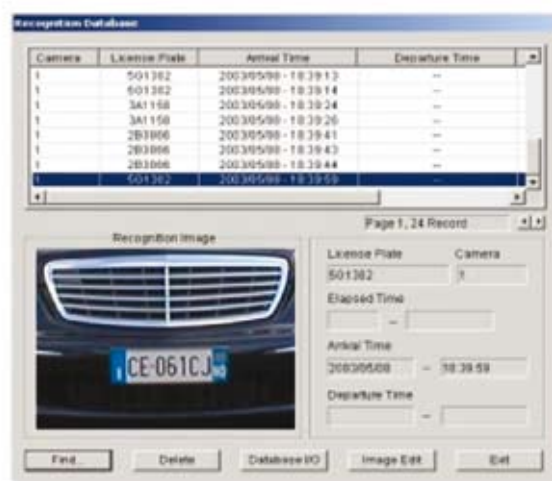 Recognition Database
Camera License Plate Arrival Time Departure Time
1 501382 2003/05/08 - 18:39:13 --
1 601382 2003/05/08 - 18:39:14 --
1 3A1158 2003/05/08 - 18:39:24 --
1 3A1158 2003/05/08 - 18:39:26 --
1 2B3866 2003/05/08 - 18:39:41 --
1 2B3866 2003/05/08 - 18:39:43 --
1 2B3866 2003/05/08 - 18:39:44 --
1 501382 2003/05/08 - 18:39:59 --
Page 1, 24 Record
Recognition Image
License Plate Camera
501382 1
Elapsed Time
--
Arrival Time
2003/05/08 -- 18:39:59
Departure Time
--
I CE·061CJ
Find... Delete Database I/O Image Edit Exit